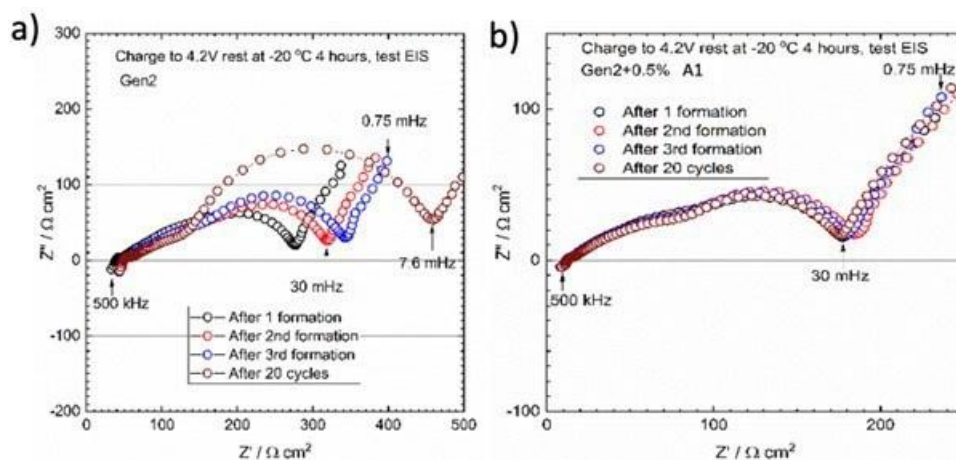 a)
Charge to 4.2V rest at -20 °C 4 hours, test EIS
Gen2
0.75 mHz
7.6 mHz
30 mHz
500 kHz
After 1 formation
After 2nd formation
After 3rd formation
After 20 cycles
300
200
100
0
-100
-200
Z'' / Ω cm²
0 100 200 300 400 500
Z' / Ω cm²
b)
Charge to 4.2V rest at -20 °C 4 hours, test EIS
Gen2+0.5% A1
0.75 mHz
After 1 formation
After 2nd formation
After 3rd formation
After 20 cycles
30 mHz
500 kHz
100
0
-100
Z'' / Ω cm²
0 100 200
Z' / Ω cm²